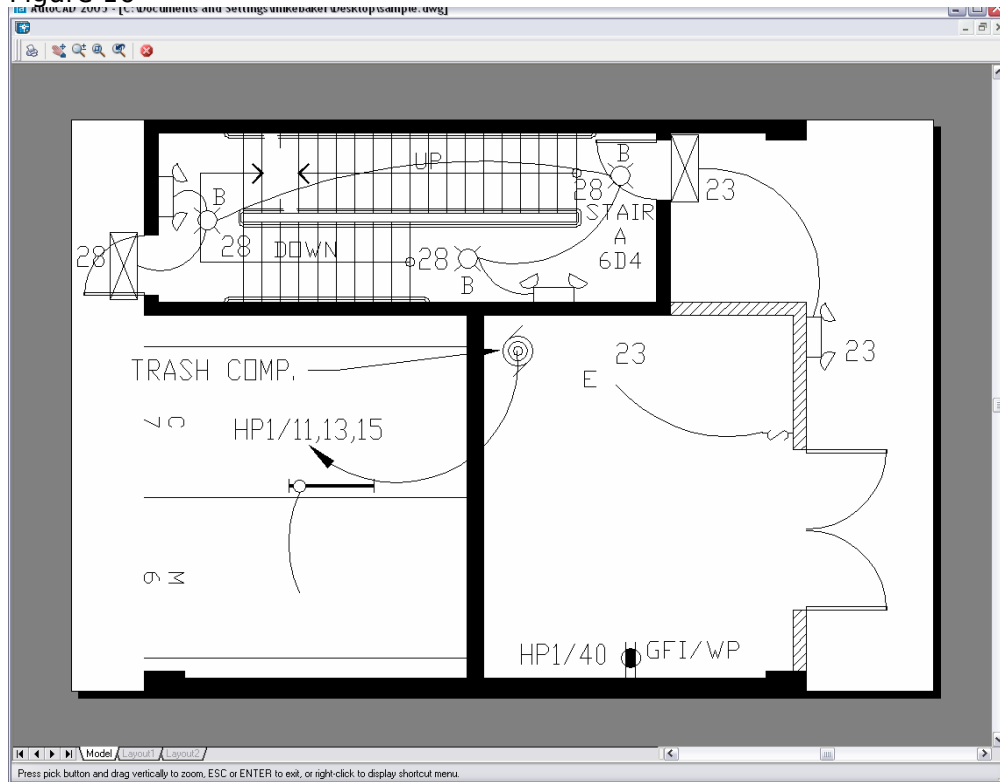 AutoCAD 2005 - [C:\Documents and Settings\mikebaker\Desktop\sample.dwg]
UP
B
B
28
23
STAIR
A
6D4
28
DOWN
28
28
B
TRASH COMP.
23
E
23
C 7
HP1/11,13,15
M 6
HP1/40
GFI/WP
Model
Layout1
Layout2
Press pick button and drag vertically to zoom, ESC or ENTER to exit, or right-click to display shortcut menu.